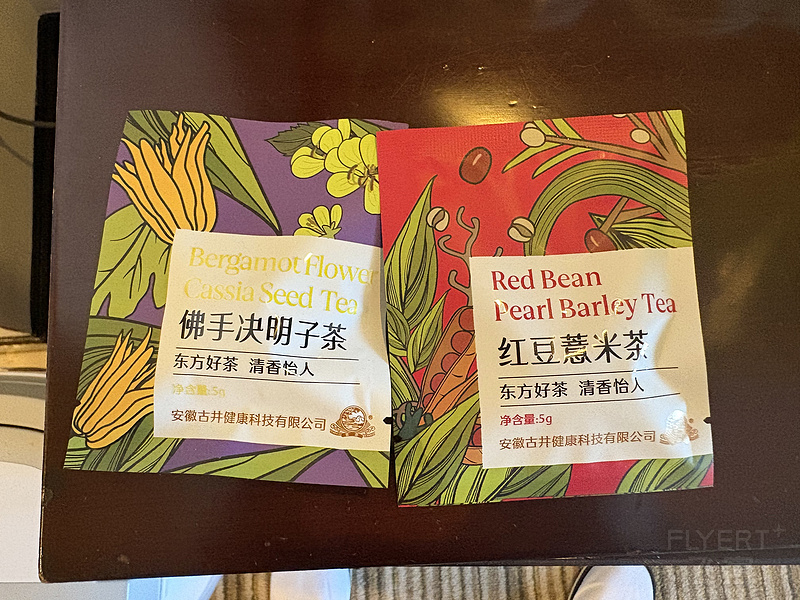 Bergamot Flower
Cassia Seed Tea
佛手决明子茶
东方好茶 清香怡人
净含量:5g
安徽古井健康科技有限公司
Red Bean
Pearl Barley Tea
红豆薏米茶
东方好茶 清香怡人
净含量:5g
安徽古井健康科技有限公司
FLYERT+